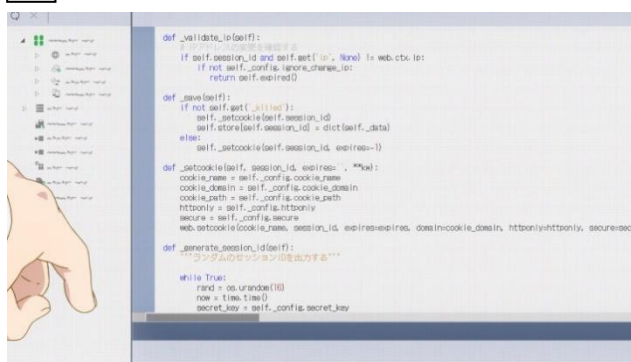 def _validate_ip(self):
# IPアドレスの変更を確認する
if self.session_id and self.get('ip', None) != web.ctx.ip:
if not self._config.ignore_change_ip:
return self.expired()
def _save(self):
if not self.get('_killed'):
self._setcookie(self.session_id)
self.store[self.session_id] = dict(self._data)
else:
self._setcookie(self.session_id, expires=-1)
def _setcookie(self, session_id, expires='', **kw):
cookie_name = self._config.cookie_name
cookie_domain = self._config.cookie_domain
cookie_path = self._config.cookie_path
httponly = self._config.httponly
secure = self._config.secure
web.setcookie(cookie_name, session_id, expires=expires, domain=cookie_domain, httponly=httponly, secure=sec
def _generate_session_id(self):
"""ランダムのセッションIDを出力する"""
while True:
rand = os.urandom(16)
now = time.time()
secret_key = self._config.secret_key